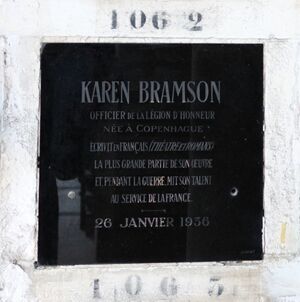 1062
KAREN BRAMSON
OFFICIER DE LA LÉGION D'HONNEUR
NÉE À COPENHAGUE
ÉCRIVIT EN FRANÇAIS (THÉÂTRE ET ROMANS)
LA PLUS GRANDE PARTIE DE SON ŒUVRE
ET, PENDANT LA GUERRE, MIT SON TALENT
AU SERVICE DE LA FRANCE.
26 JANVIER 1936
1065